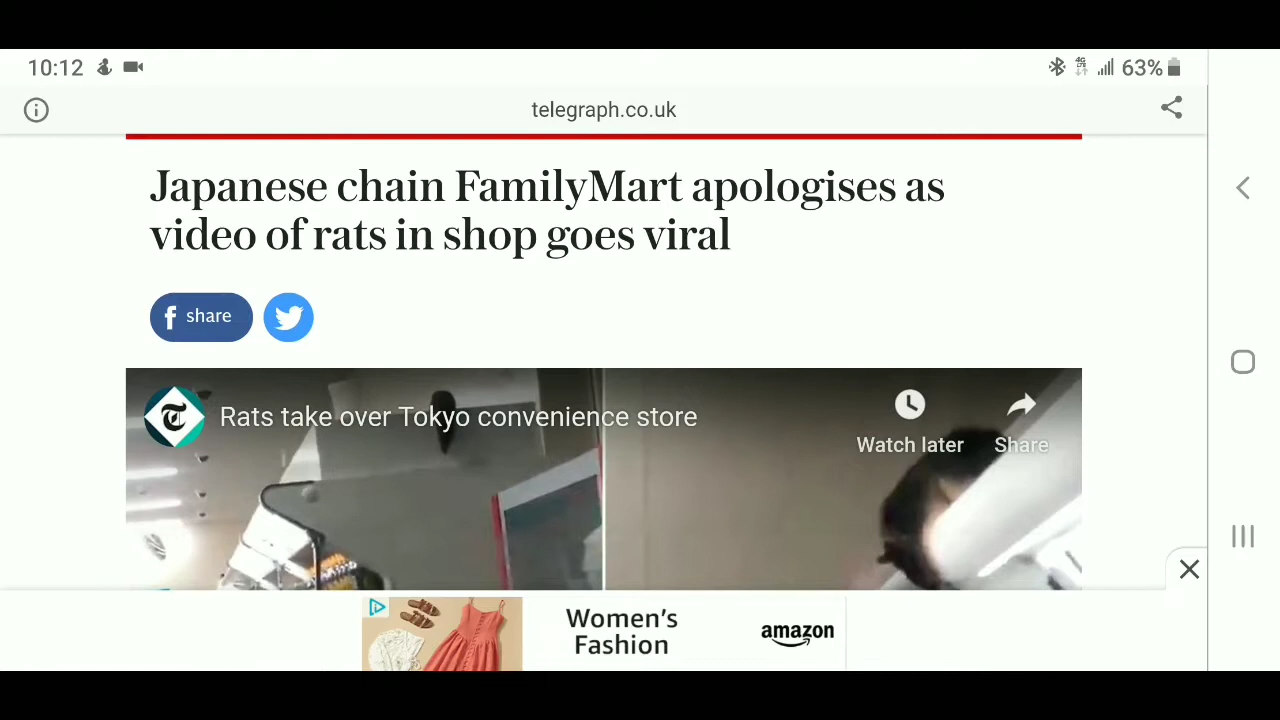 10:12
63%
telegraph.co.uk
Japanese chain FamilyMart apologises as
video of rats in shop goes viral
f share
T Rats take over Tokyo convenience store
Watch later Share
Women's
Fashion
amazon